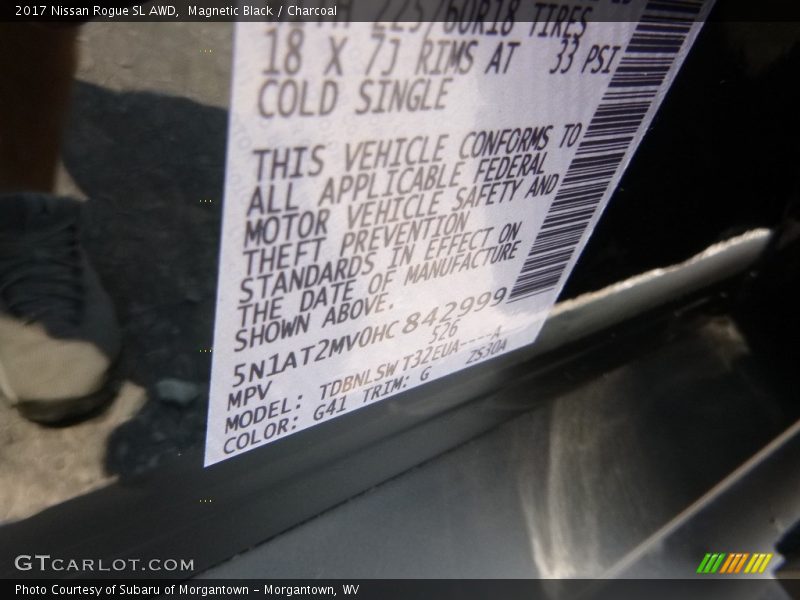 2017 Nissan Rogue SL AWD, Magnetic Black / Charcoal
225/60R18 TIRES
18 X 7J RIMS AT 33 PSI
COLD SINGLE
THIS VEHICLE CONFORMS TO
ALL APPLICABLE FEDERAL
MOTOR VEHICLE SAFETY AND
THEFT PREVENTION
STANDARDS IN EFFECT ON
THE DATE OF MANUFACTURE
SHOWN ABOVE.
5N1AT2MV0HC842999
MPV 526
MODEL: TDBNLSW T32EUA----A
COLOR: G41 TRIM: G ZS30A
GTCARLOT.COM
Photo Courtesy of Subaru of Morgantown - Morgantown, WV